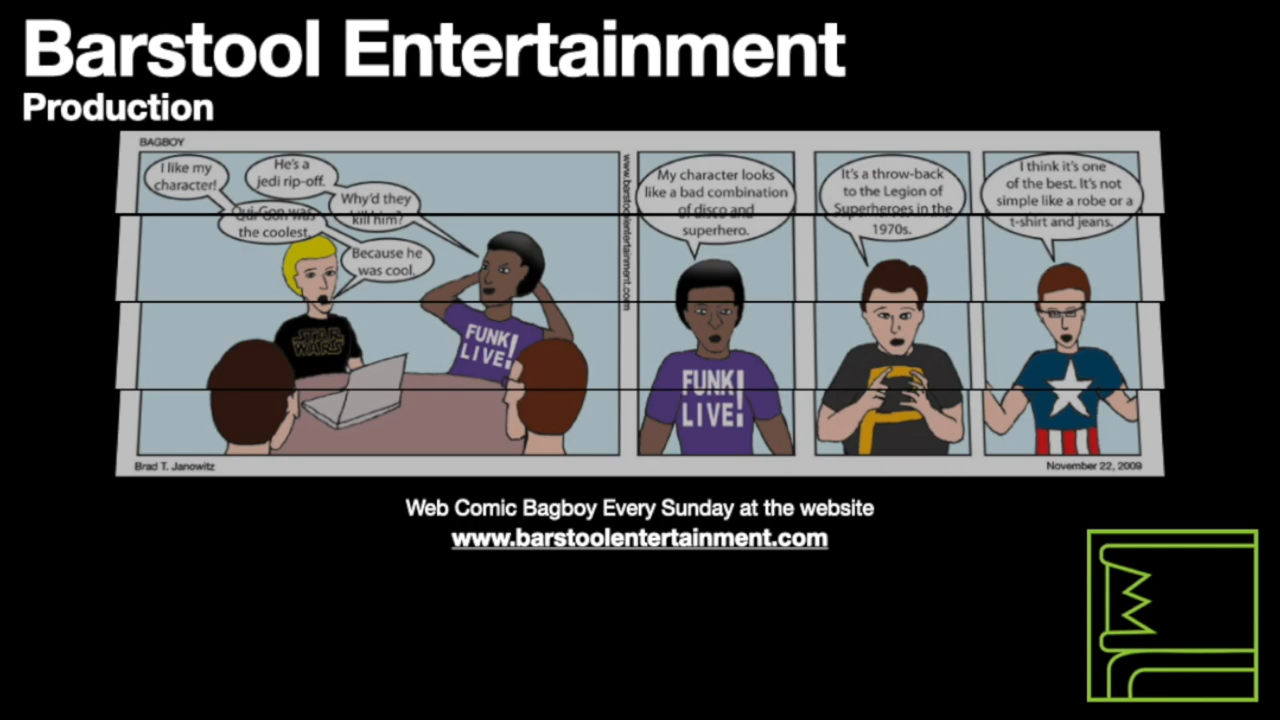 Barstool Entertainment
Production
BAGBOY
I like my
character!
He's a
jedi rip-off.
Qui-Gon was
the coolest.
Why'd they
kill him?
Because he
was cool.
STAR
WARS
FUNK
LIVE!
www.barstoolentertainment.com
My character looks
like a bad combination
of disco and
superhero.
FUNK
LIVE!
It's a throw-back
to the Legion of
Superheroes in the
1970s.
I think it's one
of the best. It's not
simple like a robe or a
t-shirt and jeans.
Brad T. Janowitz
November 22, 2009
Web Comic Bagboy Every Sunday at the website
www.barstoolentertainment.com